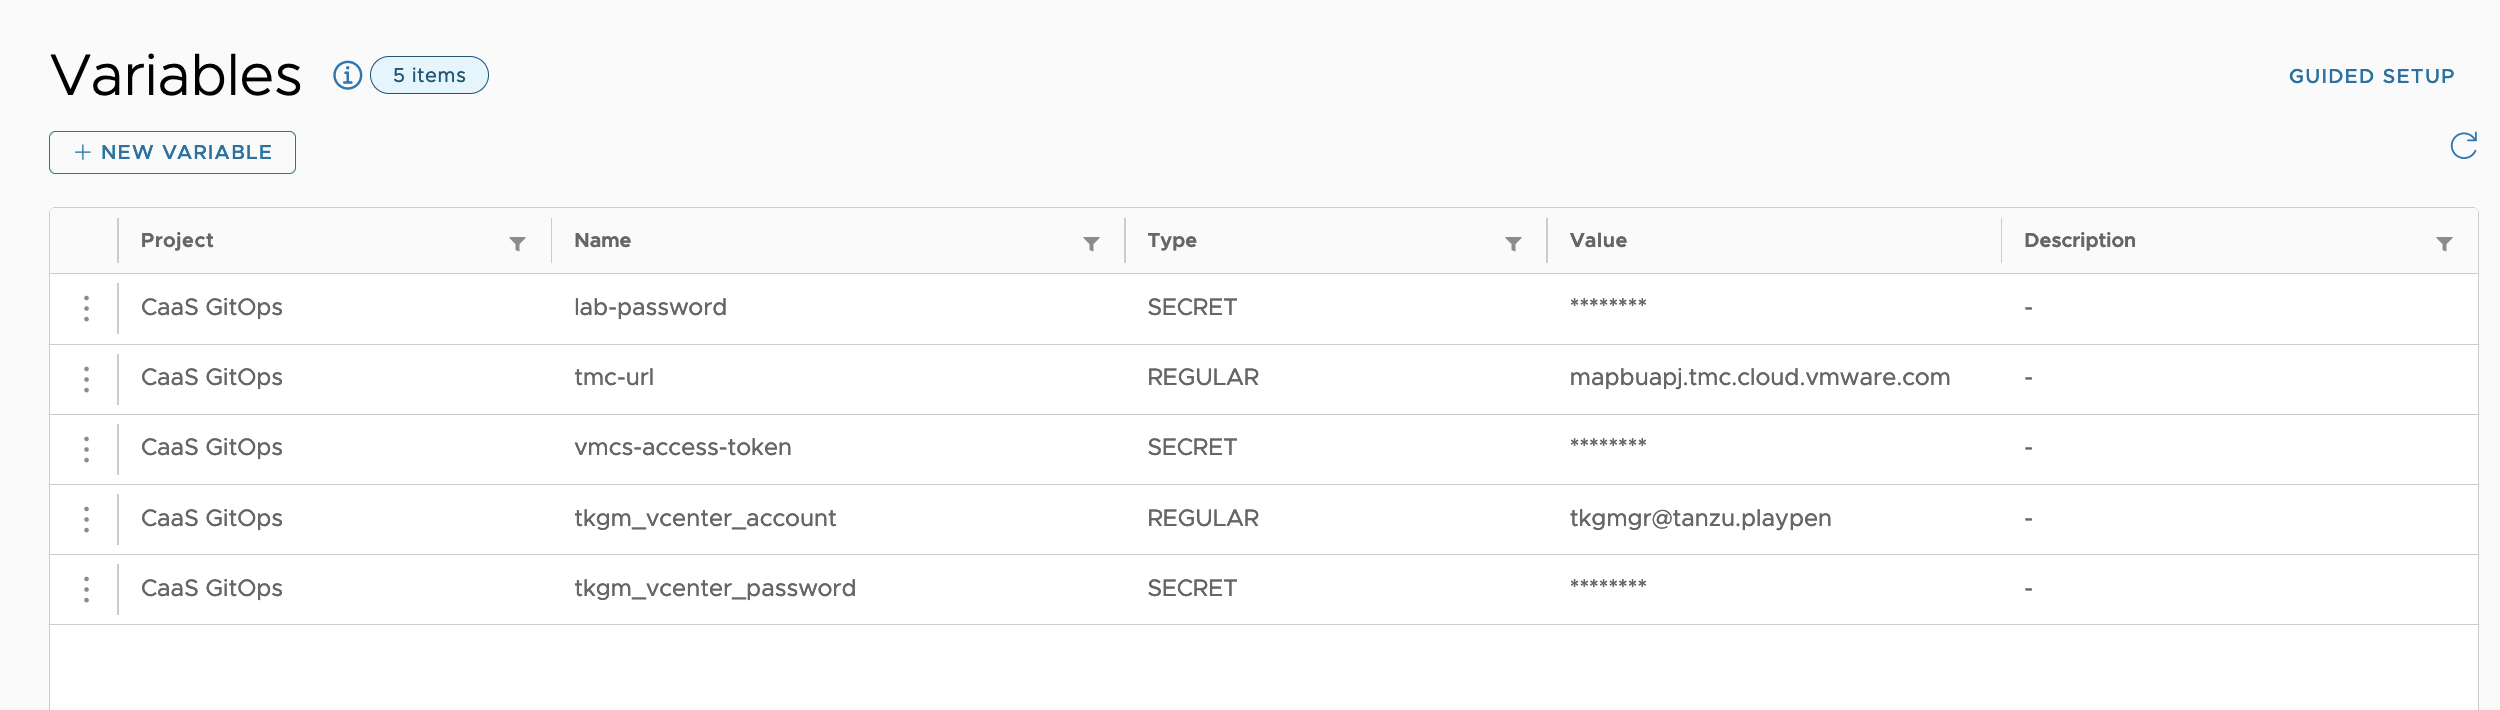 Variables 5 items
GUIDED SETUP
+ NEW VARIABLE
Project Name Type Value Description
CaaS GitOps lab-password SECRET ******** -
CaaS GitOps tmc-url REGULAR mapbuapj.tmc.cloud.vmware.com -
CaaS GitOps vmcs-access-token SECRET ******** -
CaaS GitOps tkgm_vcenter_account REGULAR tkgmgr@tanzu.playpen -
CaaS GitOps tkgm_vcenter_password SECRET ******** -